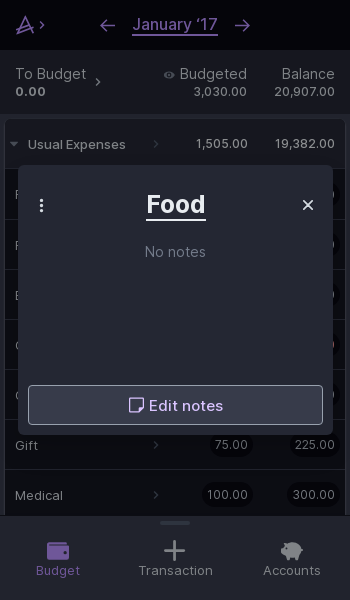 January ‘17
To Budget
0.00
Budgeted
3,030.00
Balance
20,907.00
Usual Expenses 1,505.00 19,382.00
Food
No notes
Edit notes
Gift 75.00 225.00
Medical 100.00 300.00
Budget
Transaction
Accounts